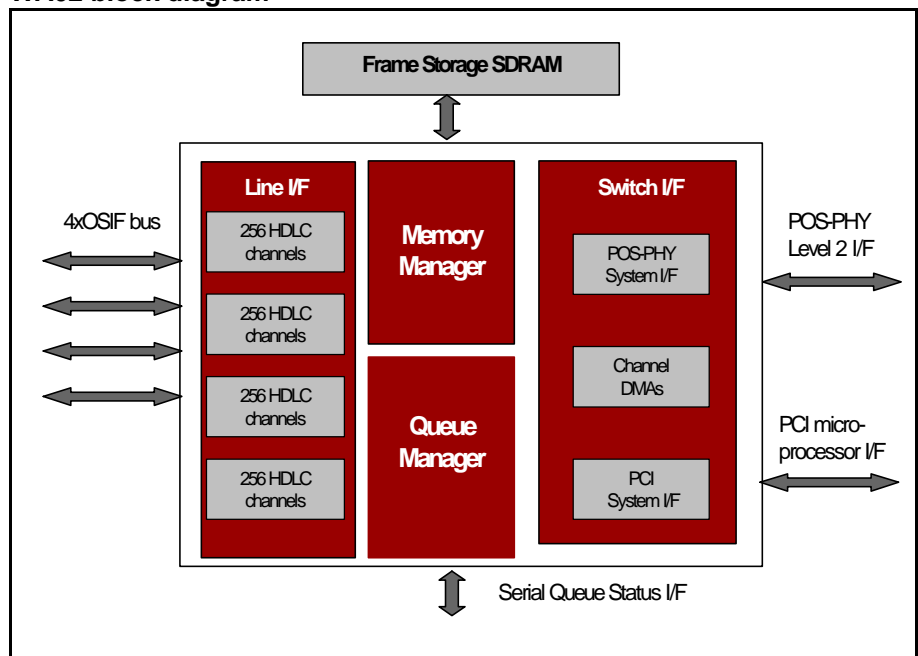 block diagram
Frame Storage SDRAM
Line I/F
256 HDLC
channels
256 HDLC
channels
256 HDLC
channels
256 HDLC
channels
Memory
Manager
Queue
Manager
Switch I/F
POS-PHY
System I/F
Channel
DMAs
PCI
System I/F
4xOSIF bus
POS-PHY
Level 2 I/F
PCI micro-
processor I/F
Serial Queue Status I/F